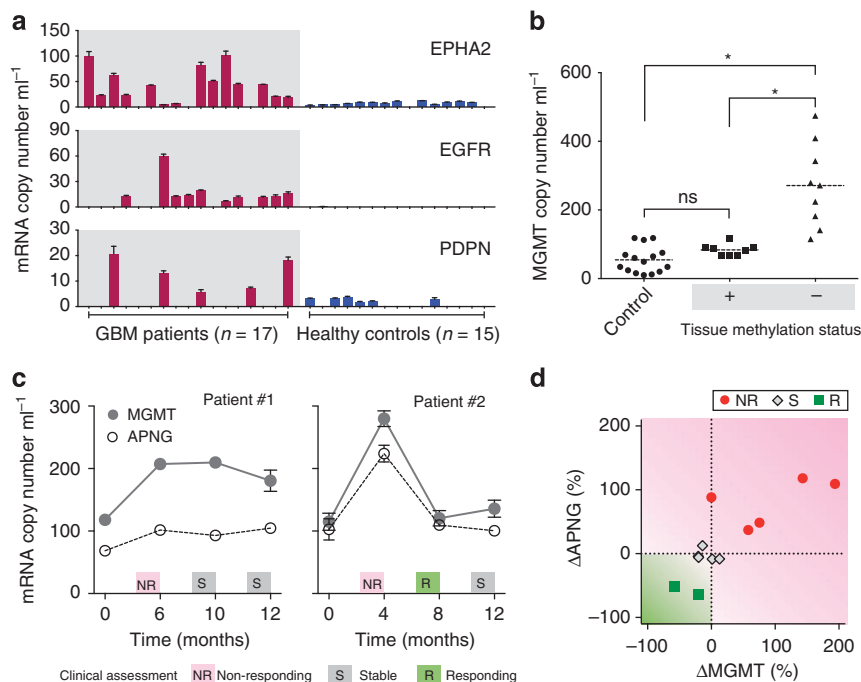 a
mRNA copy number ml⁻¹
150
100
50
0
EPHA2
90
60
30
0
EGFR
30
20
10
0
PDPN
GBM patients (n = 17)
Healthy controls (n = 15)
b
MGMT copy number ml⁻¹
600
400
200
0
*
*
ns
Control
+
−
Tissue methylation status
c
mRNA copy number ml⁻¹
300
200
100
0
MGMT
APNG
Patient #1
NR
S
S
0
6
10
12
Time (months)
Patient #2
NR
R
S
0
4
8
12
Time (months)
Clinical assessment
NR Non-responding
S Stable
R Responding
d
NR
S
R
ΔAPNG (%)
200
100
0
−100
−100
0
100
200
ΔMGMT (%)